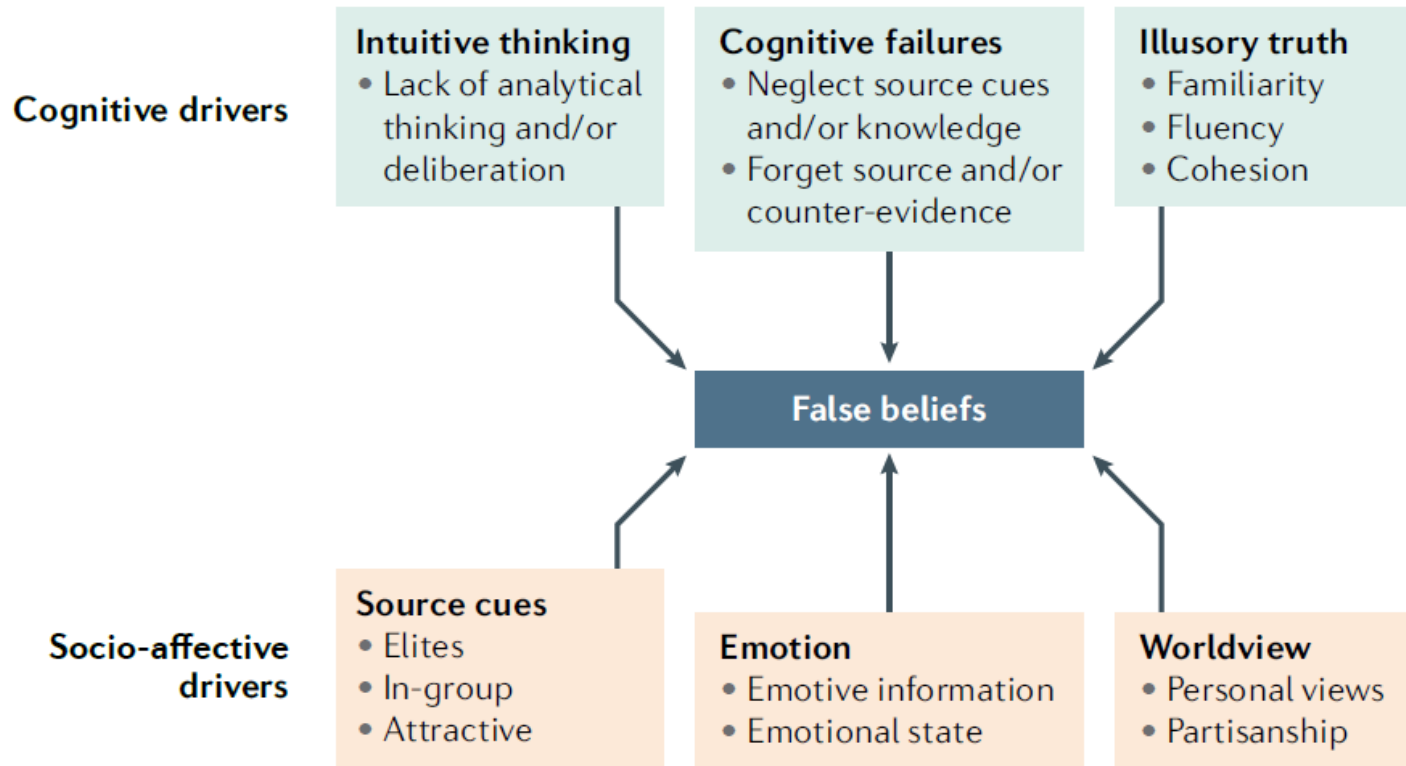 Cognitive drivers
Intuitive thinking
• Lack of analytical
thinking and/or
deliberation
Cognitive failures
• Neglect source cues
and/or knowledge
• Forget source and/or
counter-evidence
Illusory truth
• Familiarity
• Fluency
• Cohesion
False beliefs
Socio-affective
drivers
Source cues
• Elites
• In-group
• Attractive
Emotion
• Emotive information
• Emotional state
Worldview
• Personal views
• Partisanship